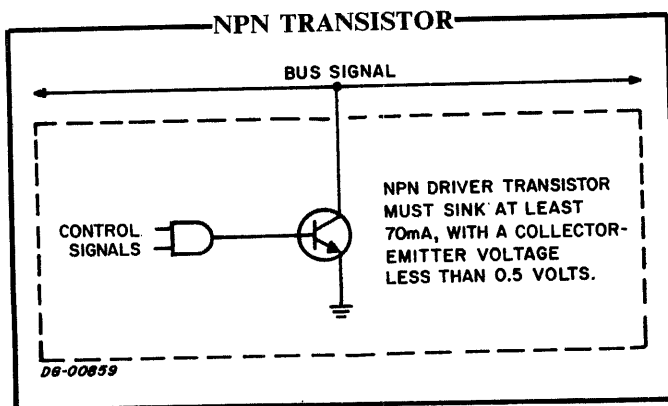 NPN TRANSISTOR
BUS SIGNAL
NPN DRIVER TRANSISTOR
MUST SINK AT LEAST
70mA, WITH A COLLECTOR-
EMITTER VOLTAGE
LESS THAN 0.5 VOLTS.
CONTROL
SIGNALS
DG-00859